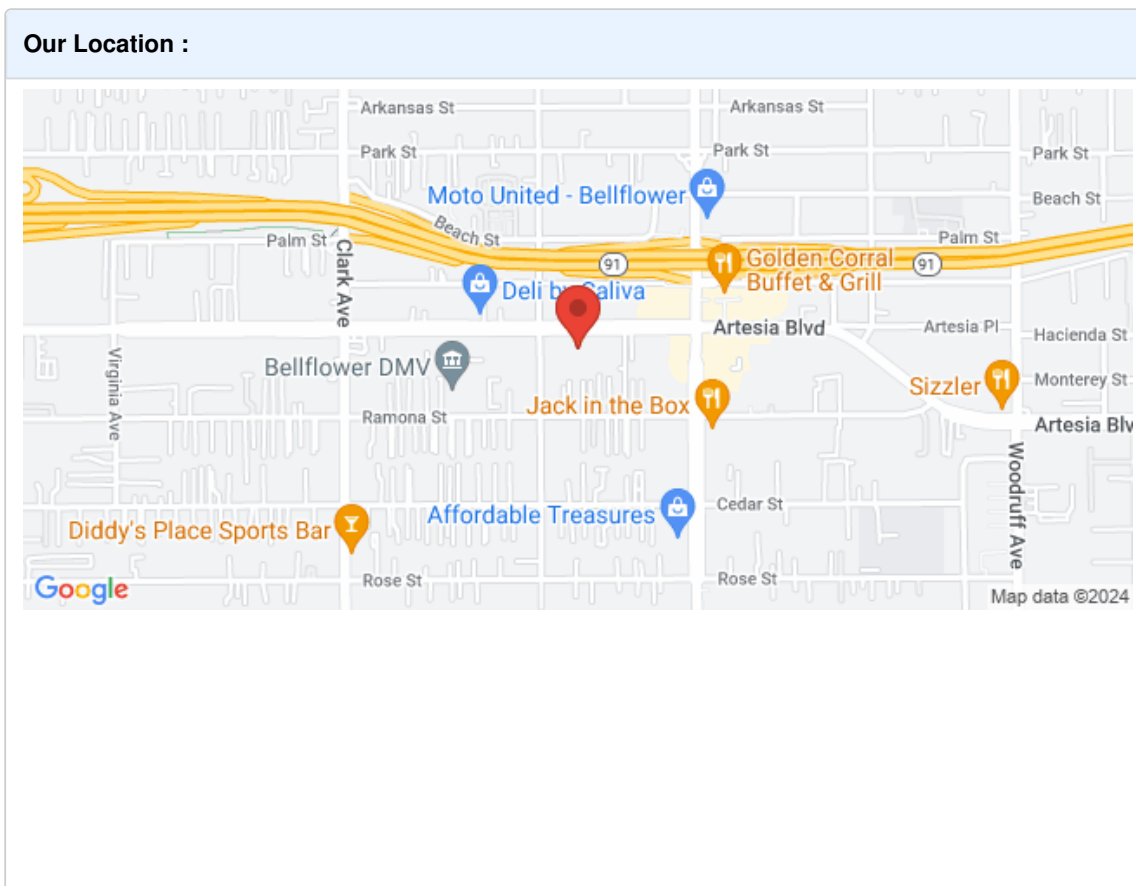 Our Location :
Arkansas St
Arkansas St
Park St
Park St
Park St
Moto United - Bellflower
Beach St
Beach St
Palm St
Palm St
Clark Ave
91
Golden Corral
Buffet & Grill
91
Deli by Caliva
Artesia Blvd
Artesia Pl
Hacienda St
Virginia Ave
Bellflower DMV
Sizzler
Monterey St
Jack in the Box
Ramona St
Artesia Blv
Woodruff Ave
Cedar St
Affordable Treasures
Diddy's Place Sports Bar
Rose St
Rose St
Google
Map data ©2024